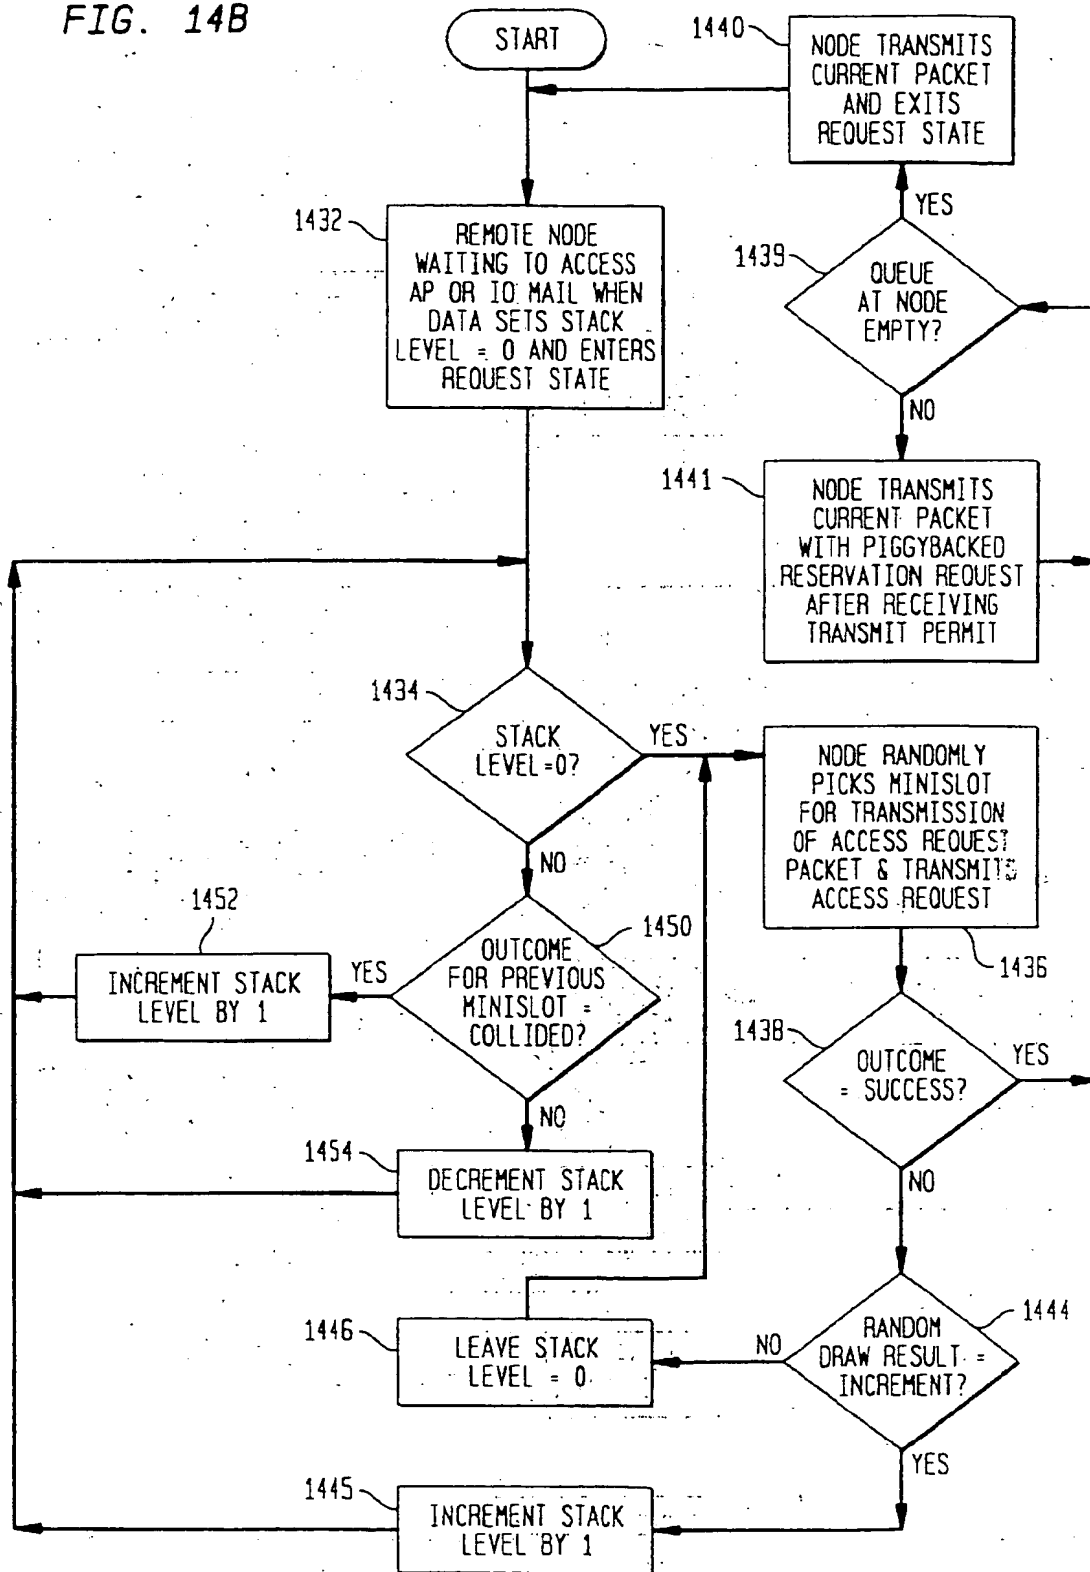 FIG. 14B
START
1440
NODE TRANSMITS
CURRENT PACKET
AND EXITS
REQUEST STATE
YES
1432
REMOTE NODE
WAITING TO ACCESS
AP OR IO MAIL WHEN
DATA SETS STACK
LEVEL = 0 AND ENTERS
REQUEST STATE
1439
QUEUE
AT NODE
EMPTY?
NO
1441
NODE TRANSMITS
CURRENT PACKET
WITH PIGGYBACKED
RESERVATION REQUEST
AFTER RECEIVING
TRANSMIT PERMIT
1434
STACK
LEVEL=0?
YES
NO
NODE RANDOMLY
PICKS MINISLOT
FOR TRANSMISSION
OF ACCESS REQUEST
PACKET & TRANSMITS
ACCESS REQUEST
1436
1452
INCREMENT STACK
LEVEL BY 1
YES
1450
OUTCOME
FOR PREVIOUS
MINISLOT =
COLLIDED?
NO
1438
OUTCOME
= SUCCESS?
YES
NO
1454
DECREMENT STACK
LEVEL BY 1
1446
LEAVE STACK
LEVEL = 0
NO
1444
RANDOM
DRAW RESULT =
INCREMENT?
YES
1445
INCREMENT STACK
LEVEL BY 1